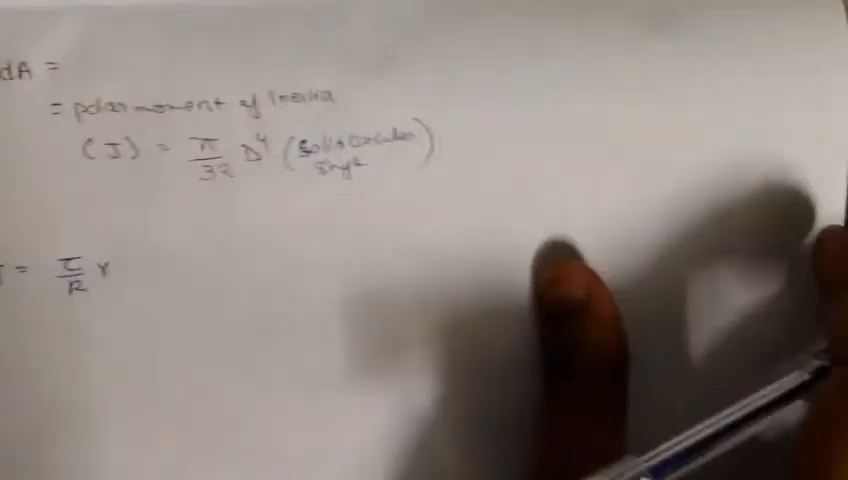 dA =
= polar moment of Inertia
(J) = π/32 D⁴ (Solid circular shaft)
= τ/R r